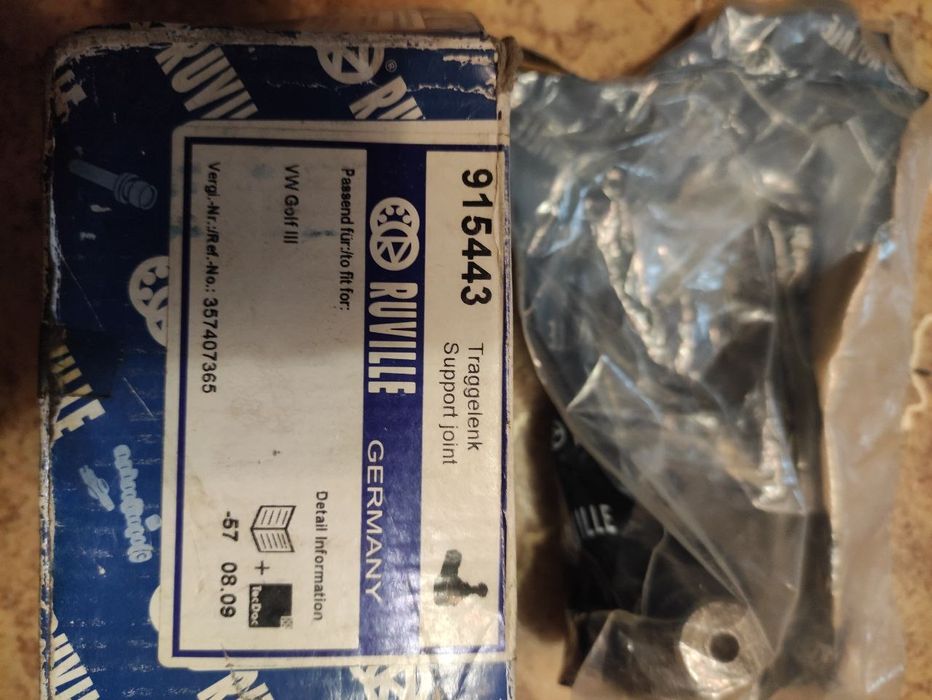 915443
Traggelenk
Support joint
RUVILLE GERMANY
Passend für:/to fit for:
VW Golf III
Vergl.-Nr.:/Ref.-No.: 357407365
Detail Information
+ TecDoc
-57 08.09
RUVILLE